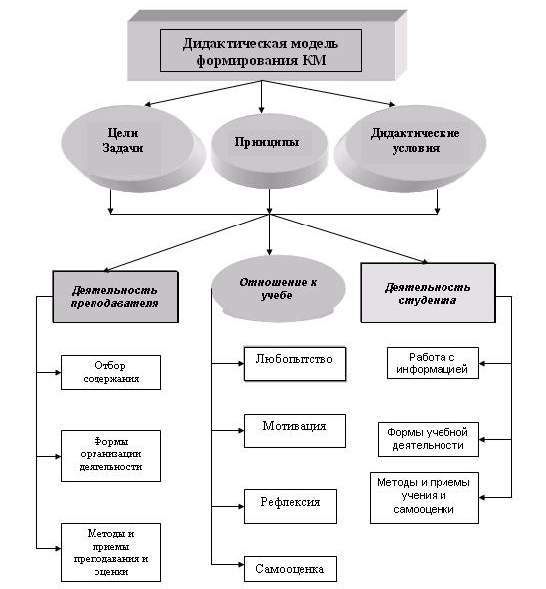 Дидактическая модель
формирования КМ
Цели
Задачи
Принципы
Дидактические
условия
Деятельность
преподавателя
Отношение к
учебе
Деятельность
студента
Отбор
содержания
Формы
организации
деятельности
Методы и
приемы
преподавания и
оценки
Любопытство
Мотивация
Рефлексия
Самооценка
Работа с
информацией
Формы учебной
деятельности
Методы и приемы
учения и
самооценки